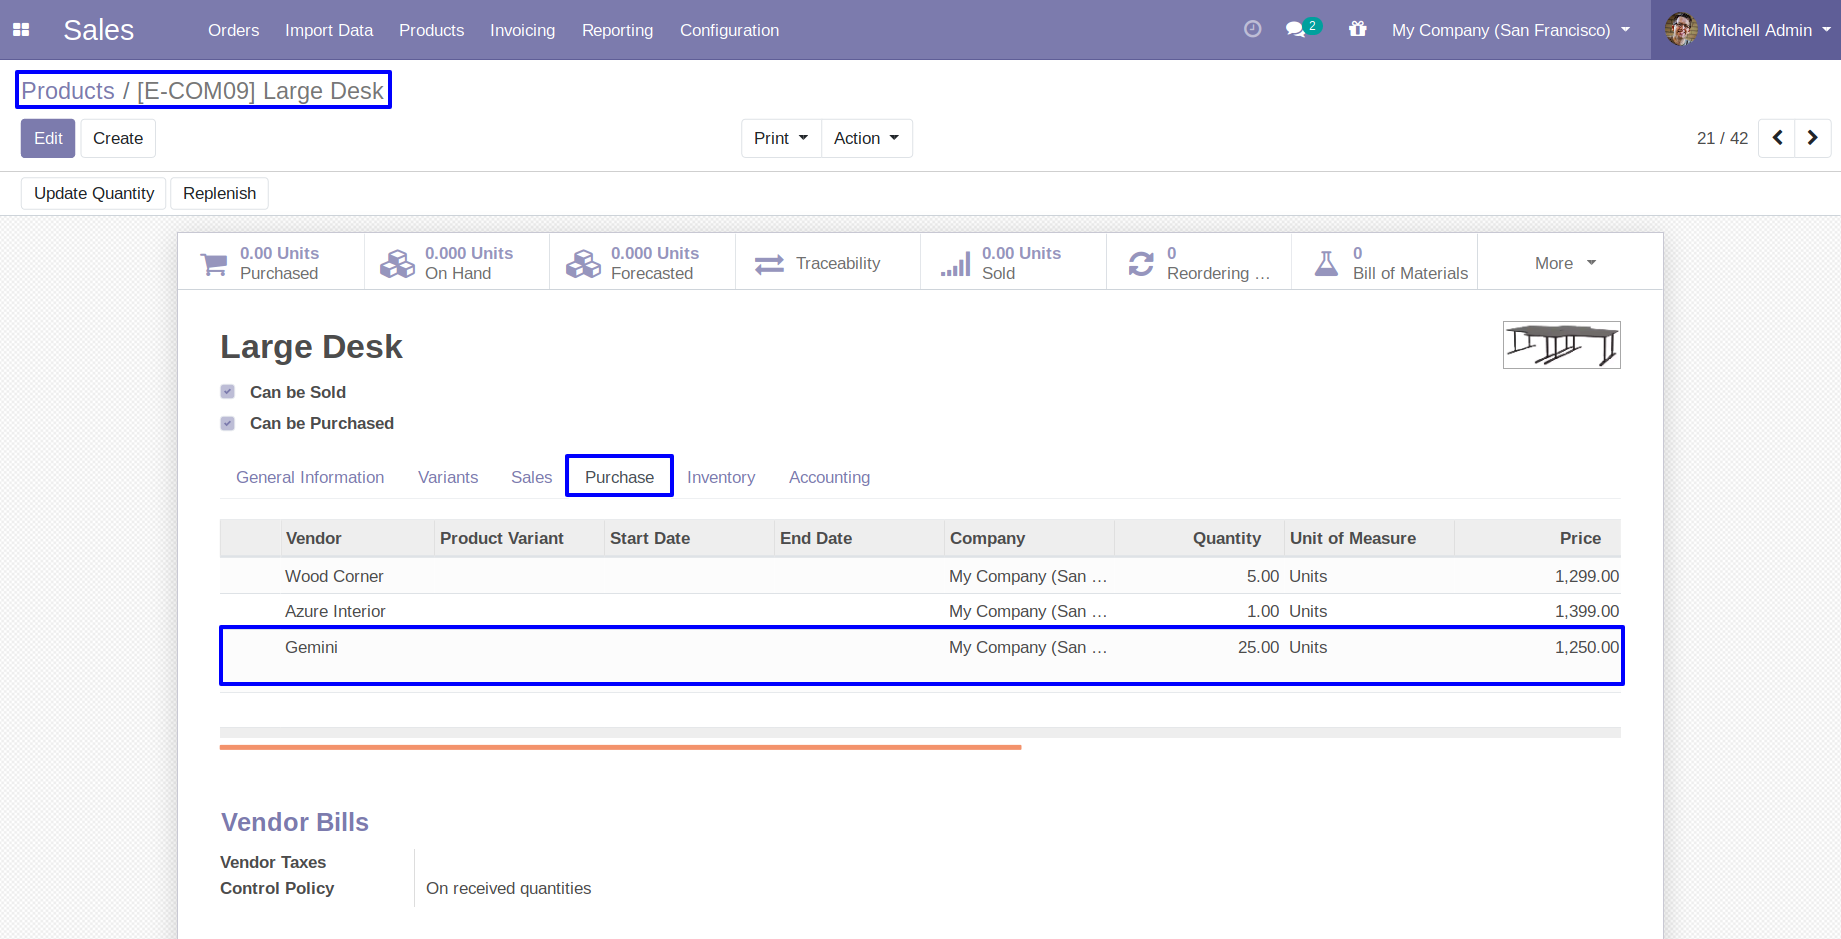 Sales Orders Import Data Products Invoicing Reporting Configuration 2 My Company (San Francisco) Mitchell Admin
Products / [E-COM09] Large Desk
Edit Create Print Action 21 / 42
Update Quantity Replenish
0.00 Units 0.000 Units 0.000 Units 0.00 Units 0 0
Purchased On Hand Forecasted Traceability Sold Reordering ... Bill of Materials More
Large Desk
Can be Sold
Can be Purchased
General Information Variants Sales Purchase Inventory Accounting
Vendor Product Variant Start Date End Date Company Quantity Unit of Measure Price
Wood Corner My Company (San ... 5.00 Units 1,299.00
Azure Interior My Company (San ... 1.00 Units 1,399.00
Gemini My Company (San ... 25.00 Units 1,250.00
Vendor Bills
Vendor Taxes
Control Policy On received quantities